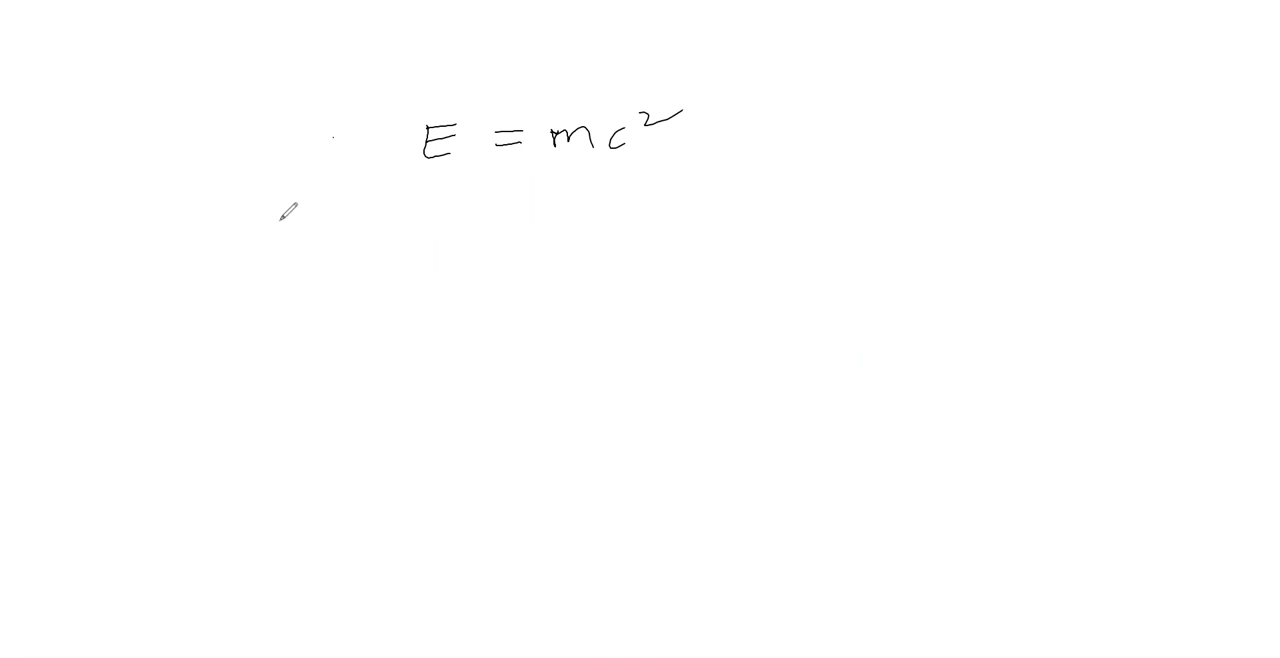 E = mc²